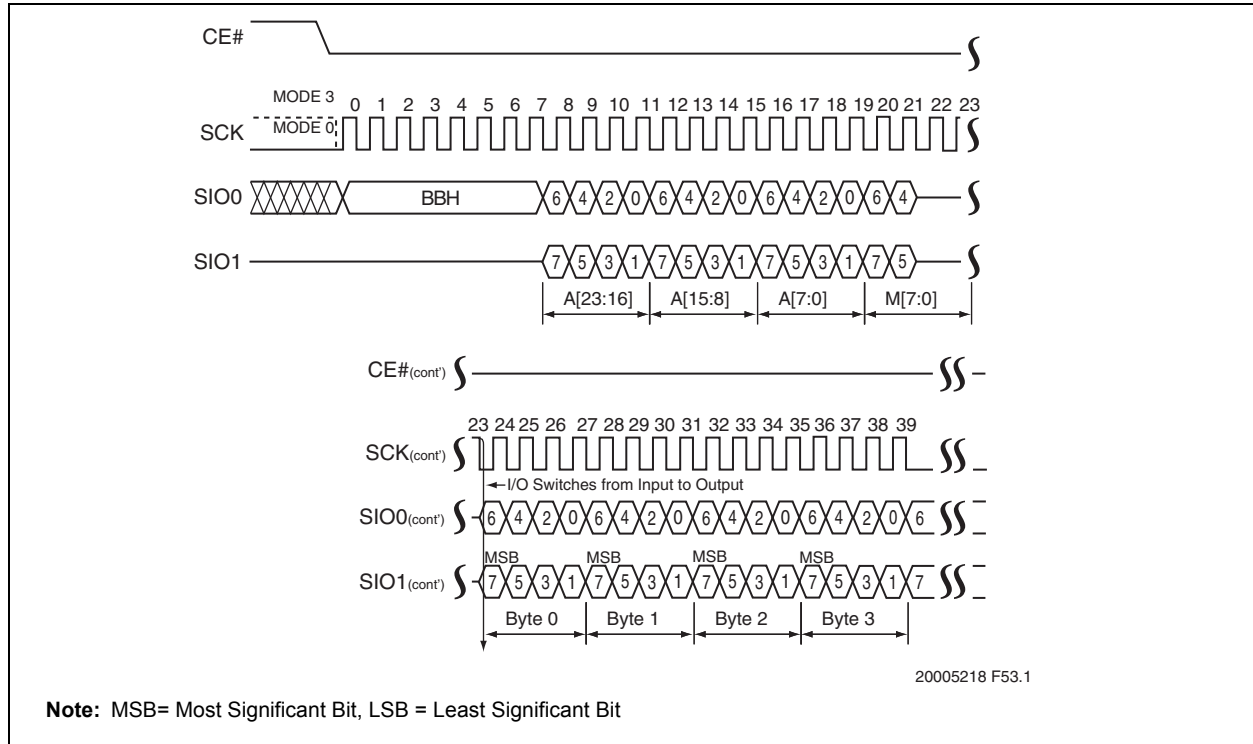 CE#
MODE 3
0 1 2 3 4 5 6 7 8 9 10 11 12 13 14 15 16 17 18 19 20 21 22 23
SCK
MODE 0
SIO0
BBH
6 4 2 0 6 4 2 0 6 4 2 0 6 4
SIO1
7 5 3 1 7 5 3 1 7 5 3 1 7 5
A[23:16] A[15:8] A[7:0] M[7:0]
CE#(cont')
23 24 25 26 27 28 29 30 31 32 33 34 35 36 37 38 39
SCK(cont')
I/O Switches from Input to Output
SIO0(cont')
6 4 2 0 6 4 2 0 6 4 2 0 6 4 2 0 6
MSB MSB MSB MSB
SIO1(cont')
7 5 3 1 7 5 3 1 7 5 3 1 7 5 3 1 7
Byte 0 Byte 1 Byte 2 Byte 3
20005218 F53.1
Note: MSB= Most Significant Bit, LSB = Least Significant Bit